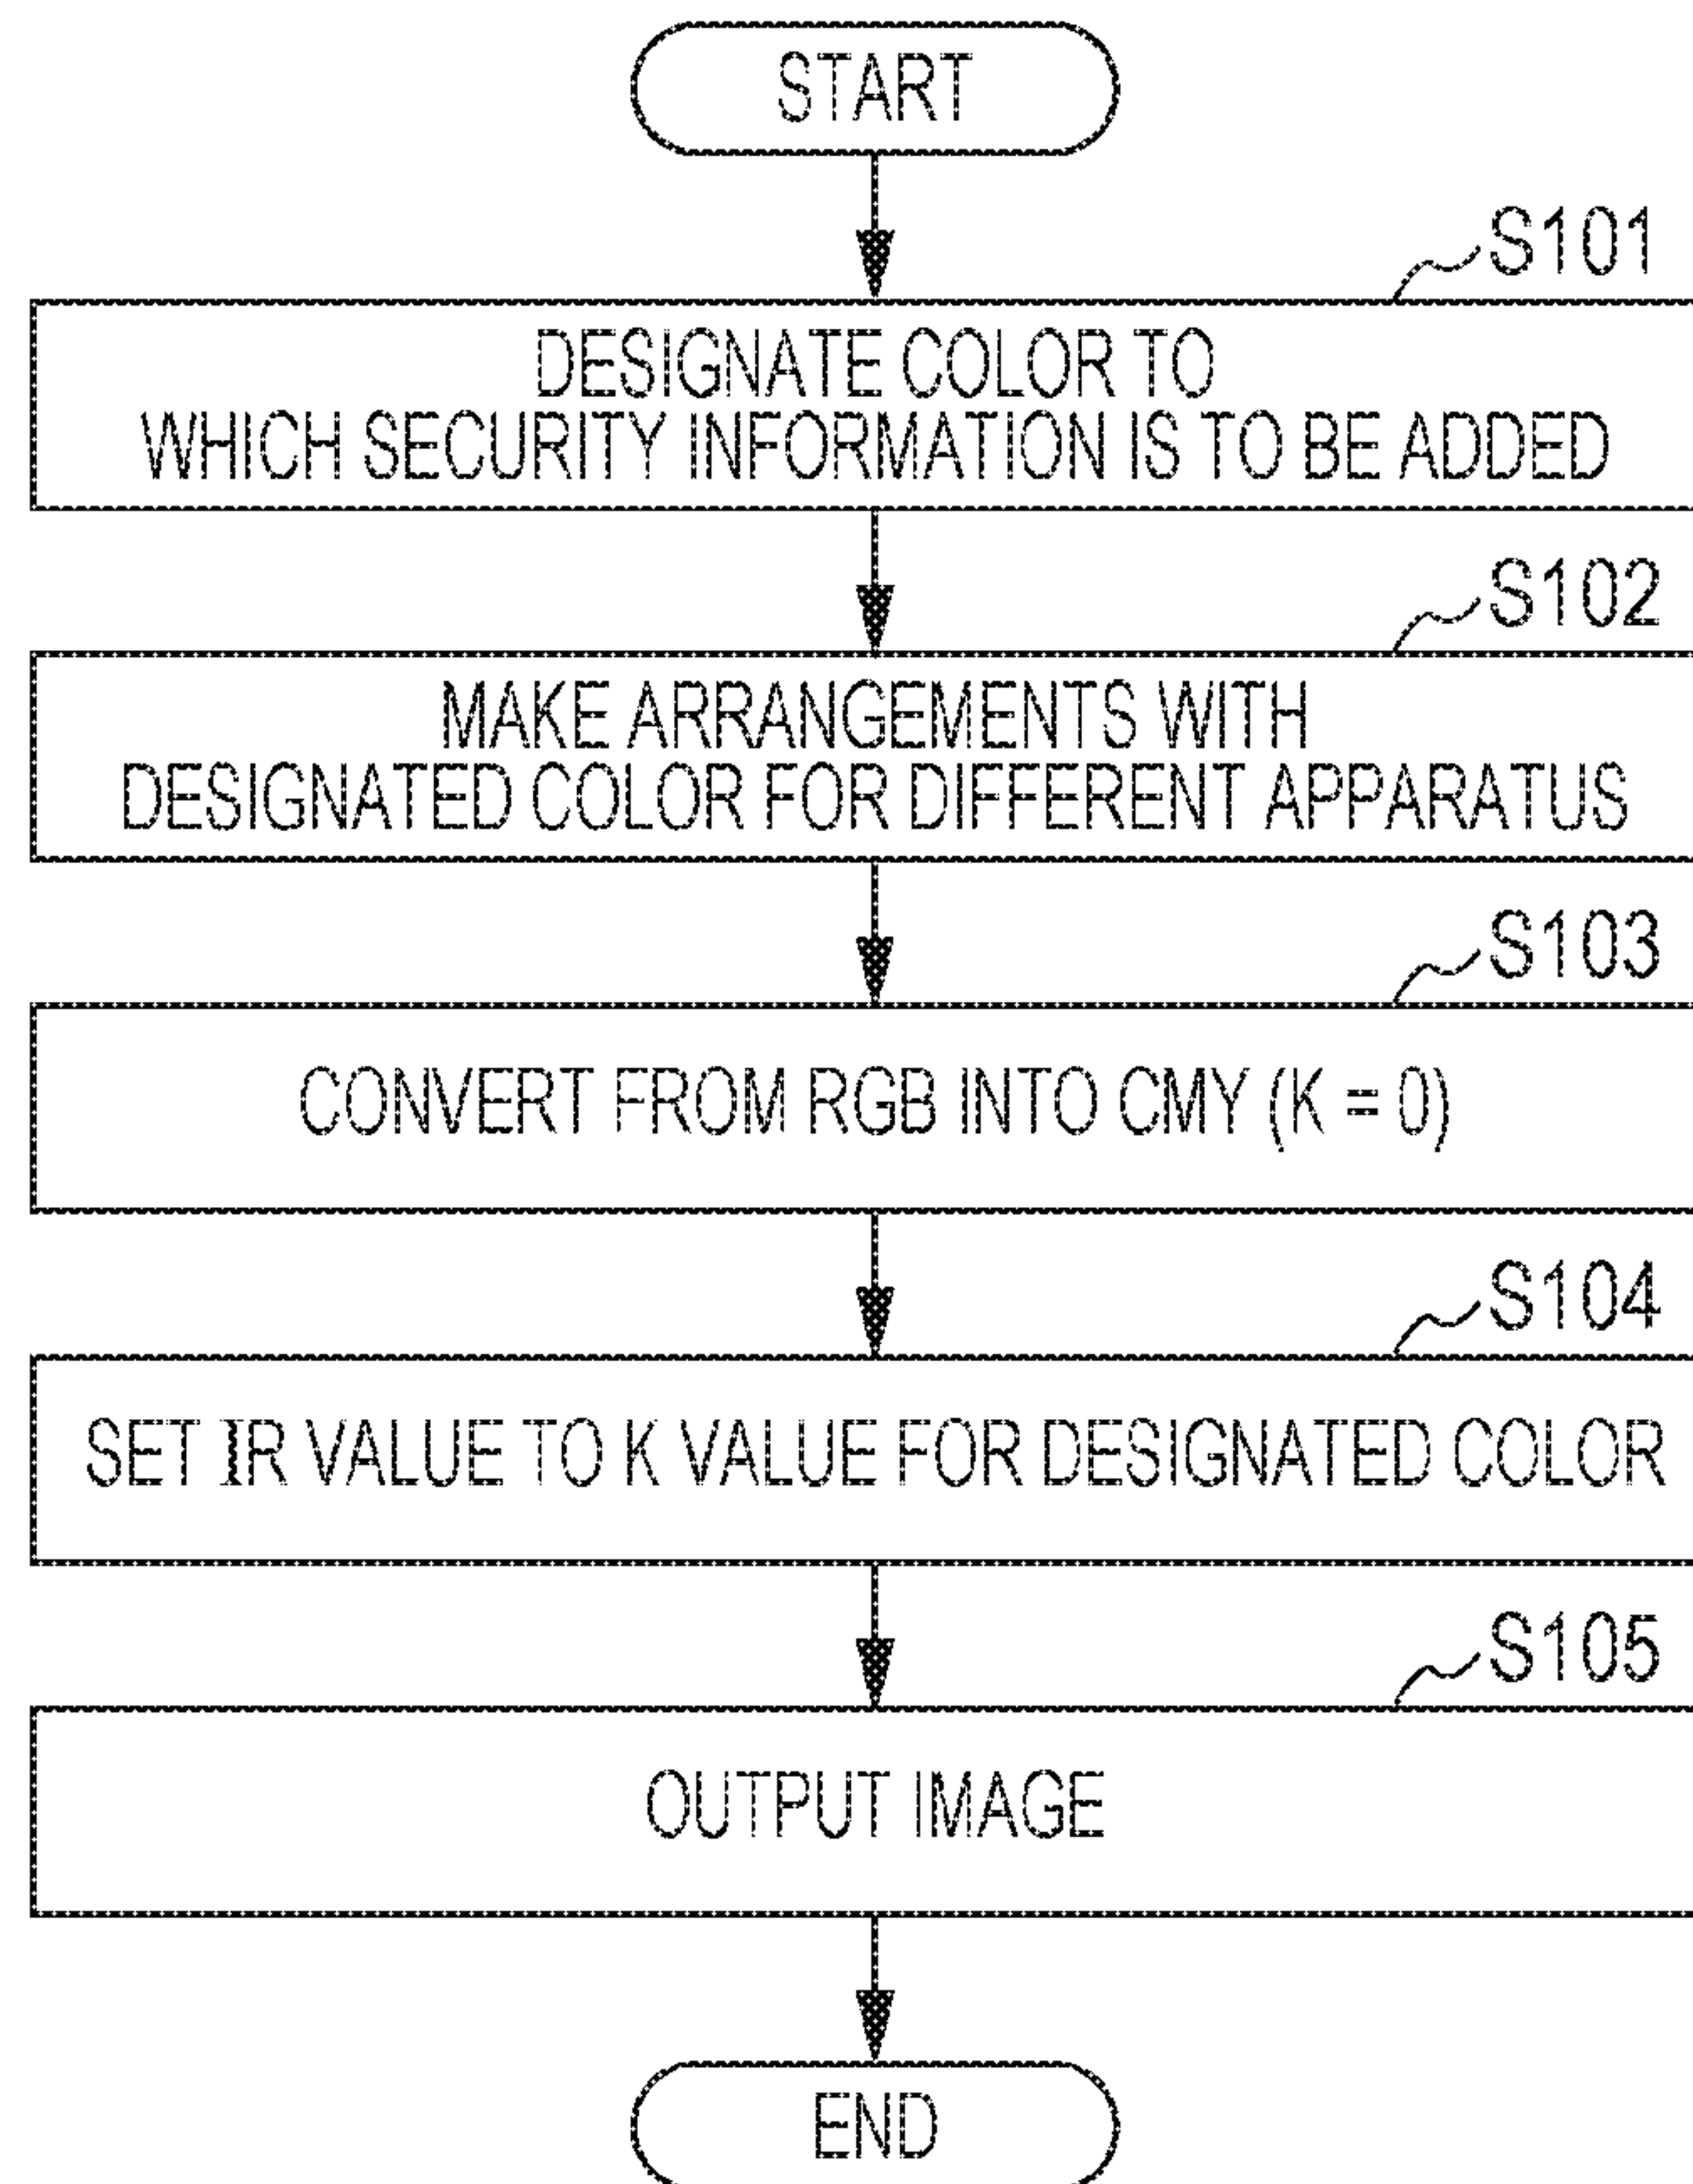 START
S101
DESIGNATE COLOR TO
WHICH SECURITY INFORMATION IS TO BE ADDED
S102
MAKE ARRANGEMENTS WITH
DESIGNATED COLOR FOR DIFFERENT APPARATUS
S103
CONVERT FROM RGB INTO CMY (K = 0)
S104
SET IR VALUE TO K VALUE FOR DESIGNATED COLOR
S105
OUTPUT IMAGE
END